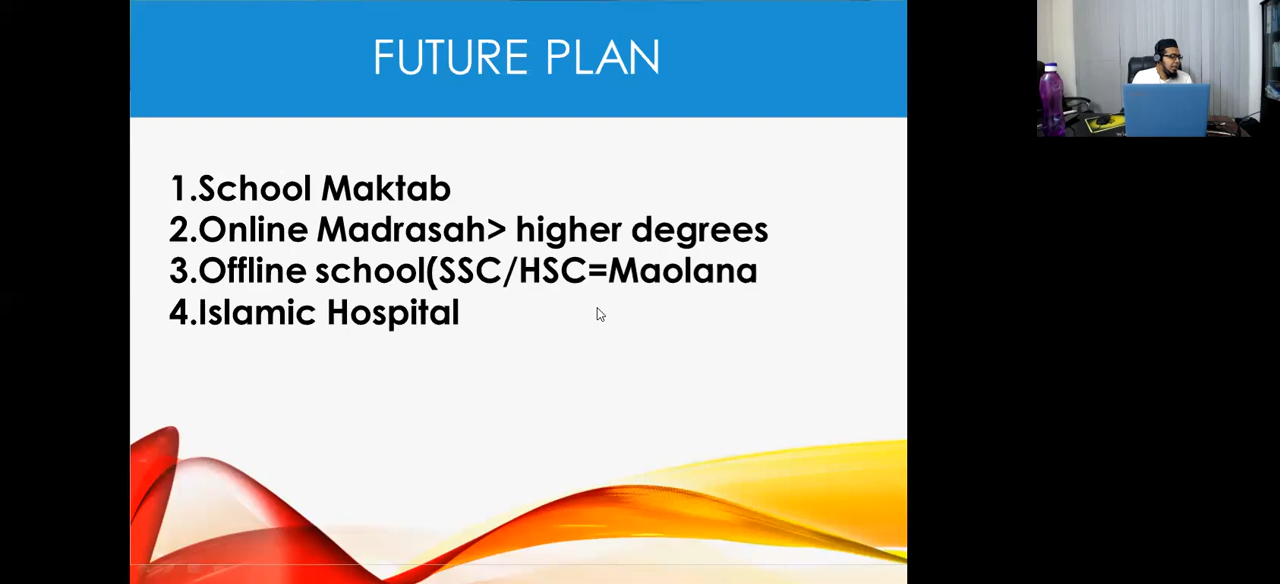 FUTURE PLAN
1.School Maktab
2.Online Madrasah> higher degrees
3.Offline school(SSC/HSC=Maolana
4.Islamic Hospital